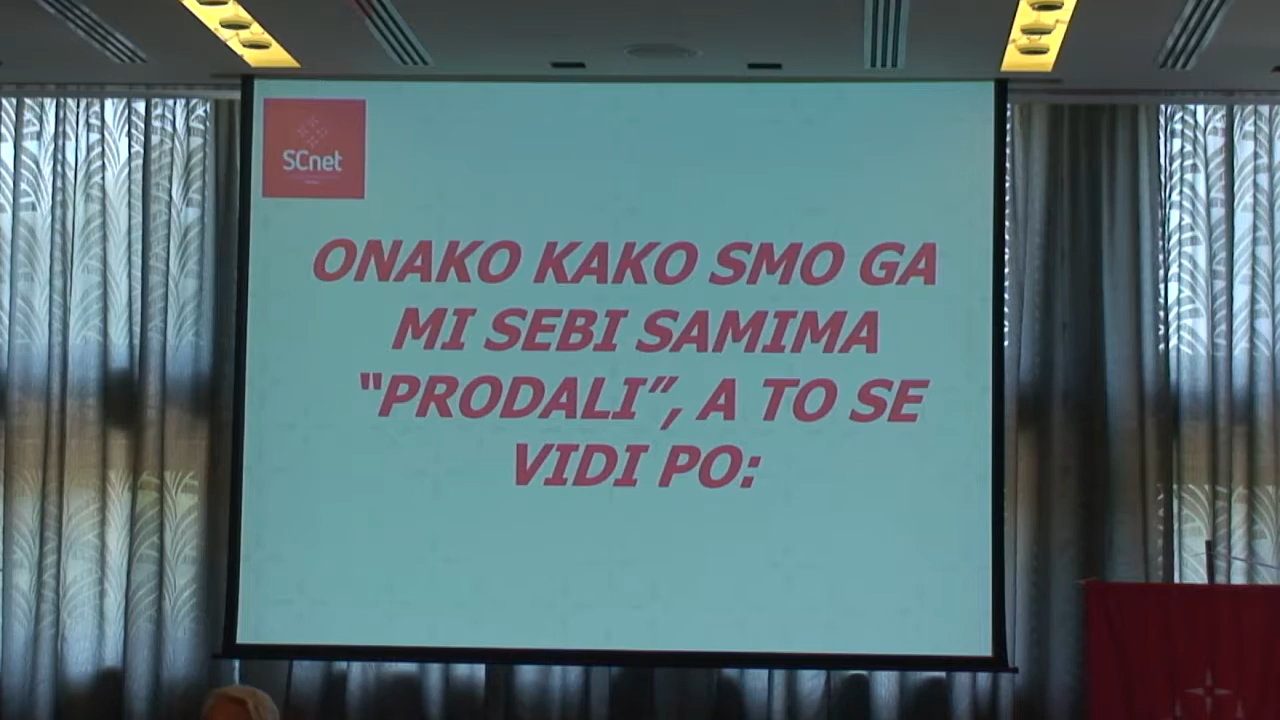 SCnet
ONAKO KAKO SMO GA
MI SEBI SAMIMA
“PRODALI”, A TO SE
VIDI PO: